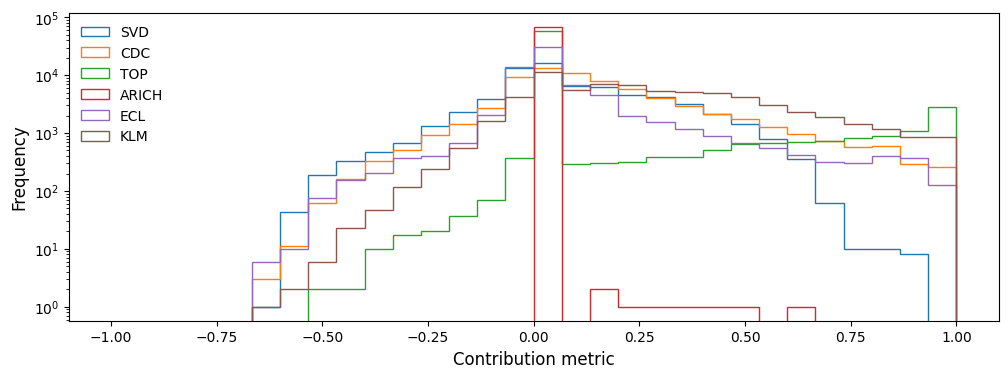 10^5
10^4
10^3
10^2
10^1
10^0
Frequency
SVD
CDC
TOP
ARICH
ECL
KLM
−1.00 −0.75 −0.50 −0.25 0.00 0.25 0.50 0.75 1.00
Contribution metric